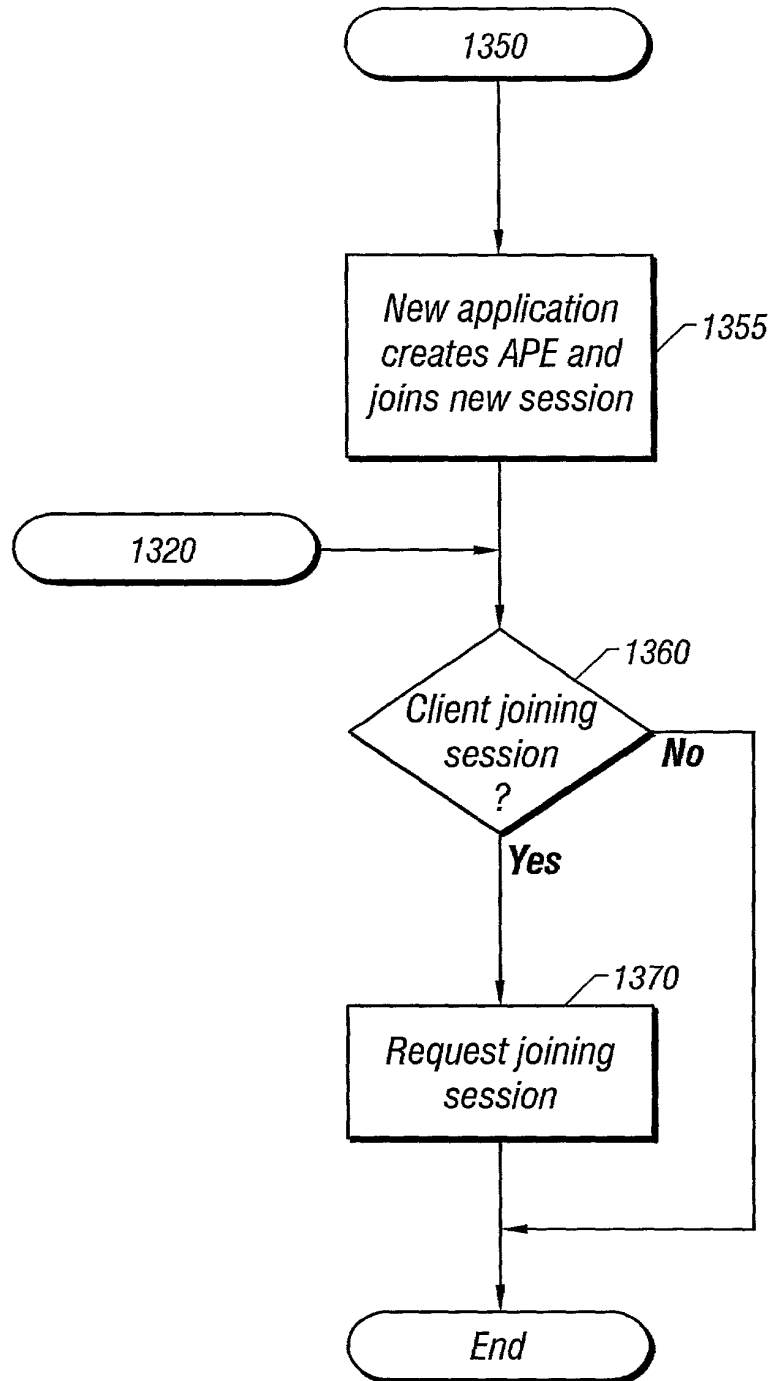 1350
New application
creates APE and
joins new session
1355
1320
1360
Client joining
session
?
No
Yes
1370
Request joining
session
End